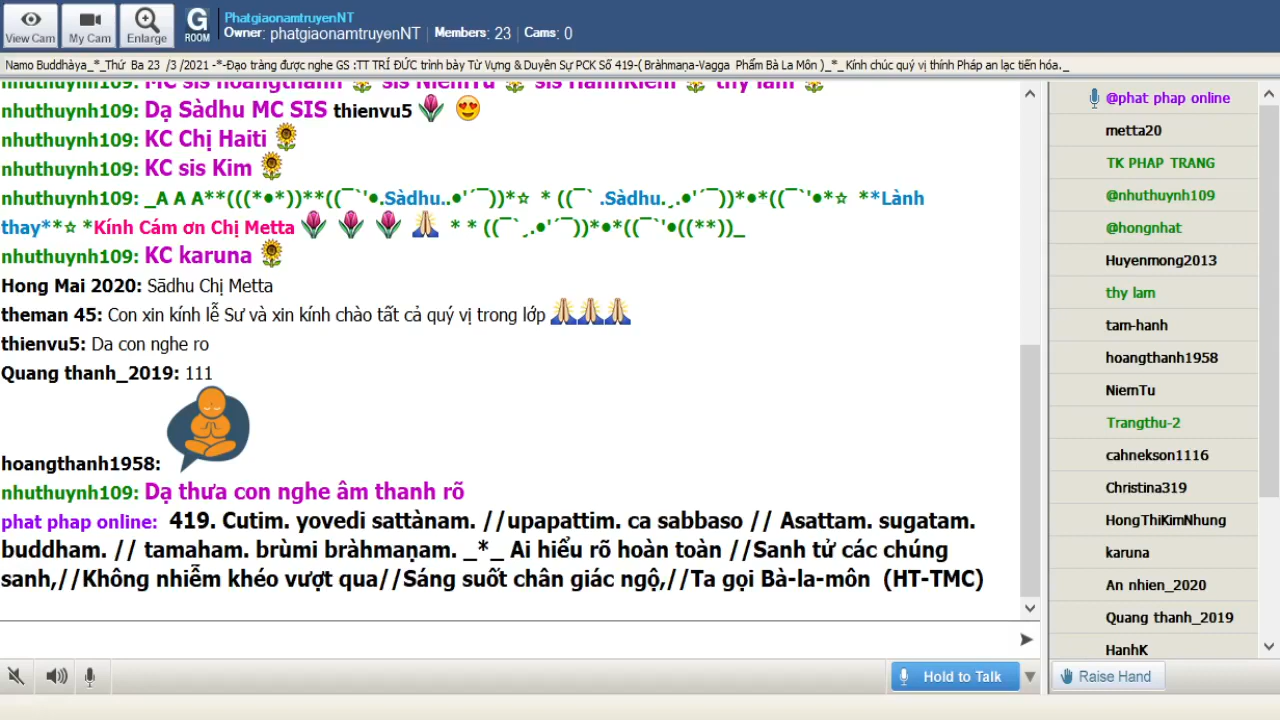 View Cam
My Cam
Enlarge
G
ROOM
PhatgiaonamtruyenNT
Owner: phatgiaonamtruyenNT | Members: 23 | Cams: 0
Namo Buddhàya_*_Thứ Ba 23 /3 /2021 -*-Đạo tràng được nghe GS :TT TRÍ ĐỨC trình bày Từ Vựng & Duyên Sự PCK Số 419-( Bràhmaṇa-Vagga Phẩm Bà La Môn )_*_ Kính chúc quý vị thính Pháp an lạc tiến hóa._
nhuthuynh109: MC sis hoangthanh sis NiemTu sis HanhKiem thy lam
nhuthuynh109: Dạ Sàdhu MC SIS thienvu5
nhuthuynh109: KC Chị Haiti
nhuthuynh109: KC sis Kim
nhuthuynh109: _A A A**(((*•*))**((¯`'•.Sàdhu..•'´¯))*☆ * ((¯` .Sàdhu.¸.•'´¯))*•*((¯`'•*☆ **Lành
thay**☆ *Kính Cám ơn Chị Metta * * ((¯`¸.•'´¯))*•*((¯`'•((**))_
nhuthuynh109: KC karuna
Hong Mai 2020: Sādhu Chị Metta
theman 45: Con xin kính lễ Sư và xin kính chào tất cả quý vị trong lớp
thienvu5: Da con nghe ro
Quang thanh_2019: 111
hoangthanh1958:
nhuthuynh109: Dạ thưa con nghe âm thanh rõ
phat phap online: 419. Cutim. yovedi sattànam. //upapattim. ca sabbaso // Asattam. sugatam.
buddham. // tamaham. brùmi bràhmaṇam. _*_ Ai hiểu rõ hoàn toàn //Sanh tử các chúng
sanh,//Không nhiễm khéo vượt qua//Sáng suốt chân giác ngộ,//Ta gọi Bà-la-môn (HT-TMC)
@phat phap online
metta20
TK PHAP TRANG
@nhuthuynh109
@hongnhat
Huyenmong2013
thy lam
tam-hanh
hoangthanh1958
NiemTu
Trangthu-2
cahnekson1116
Christina319
HongThiKimNhung
karuna
An nhien_2020
Quang thanh_2019
HanhK
Hold to Talk
Raise Hand